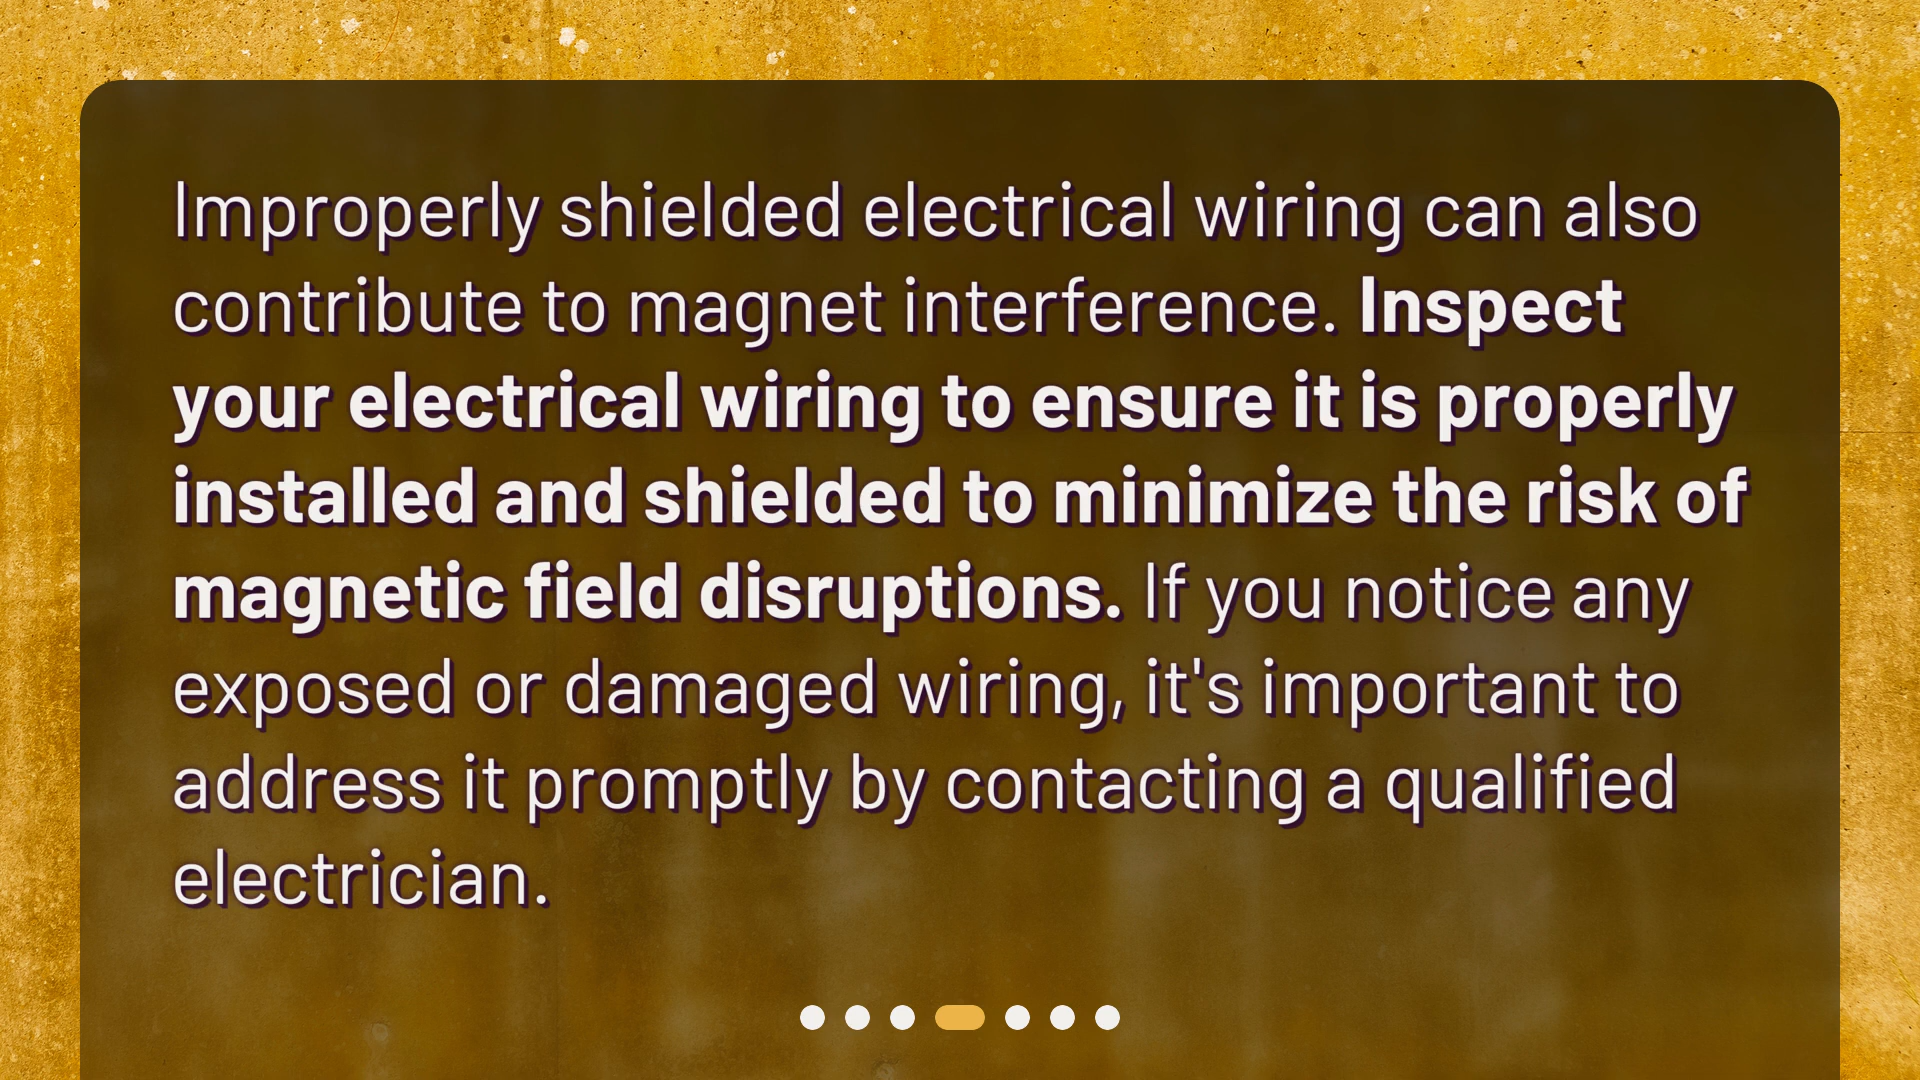 Improperly shielded electrical wiring can also
contribute to magnet interference. Inspect
your electrical wiring to ensure it is properly
installed and shielded to minimize the risk of
magnetic field disruptions. If you notice any
exposed or damaged wiring, it's important to
address it promptly by contacting a qualified
electrician.